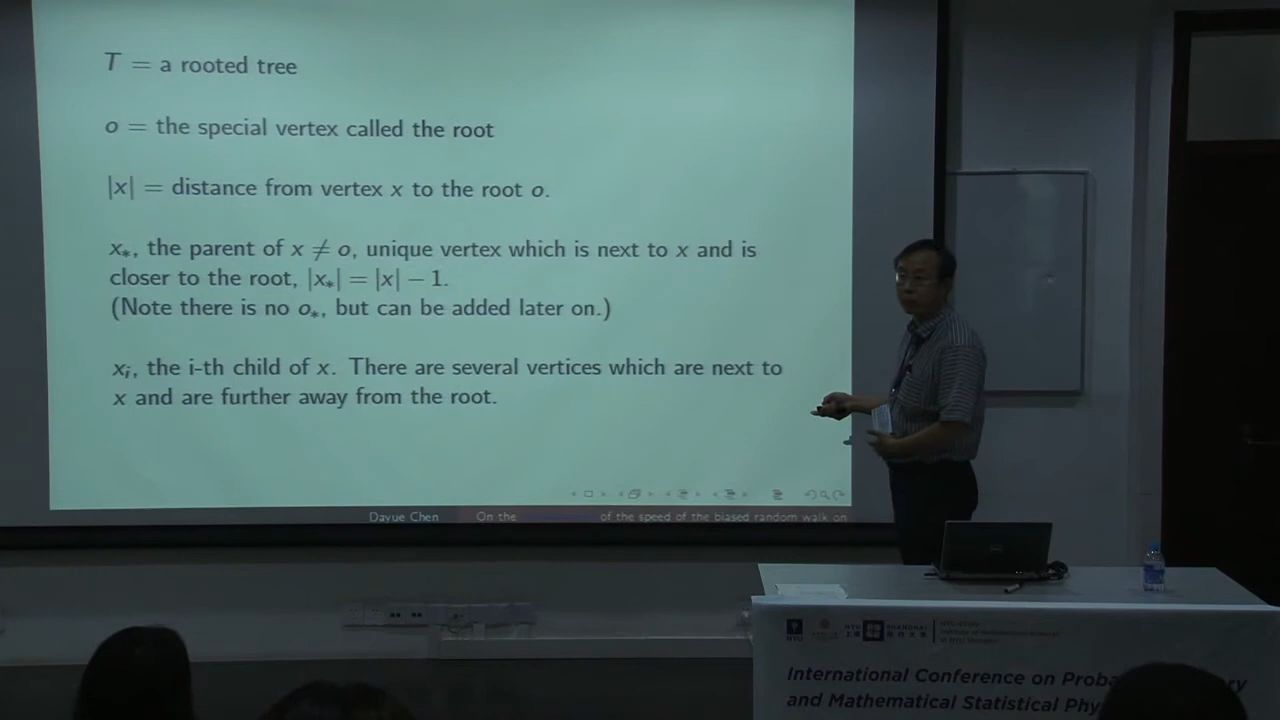 T = a rooted tree
o = the special vertex called the root
|x| = distance from vertex x to the root o.
x*, the parent of x ≠ o, unique vertex which is next to x and is
closer to the root, |x*| = |x| − 1.
(Note there is no o*, but can be added later on.)
xi, the i-th child of x. There are several vertices which are next to
x and are further away from the root.
Dayue Chen On the of the speed of the biased random walk on
NYU SHANGHAI
International Conference on
and Mathematical Statistical